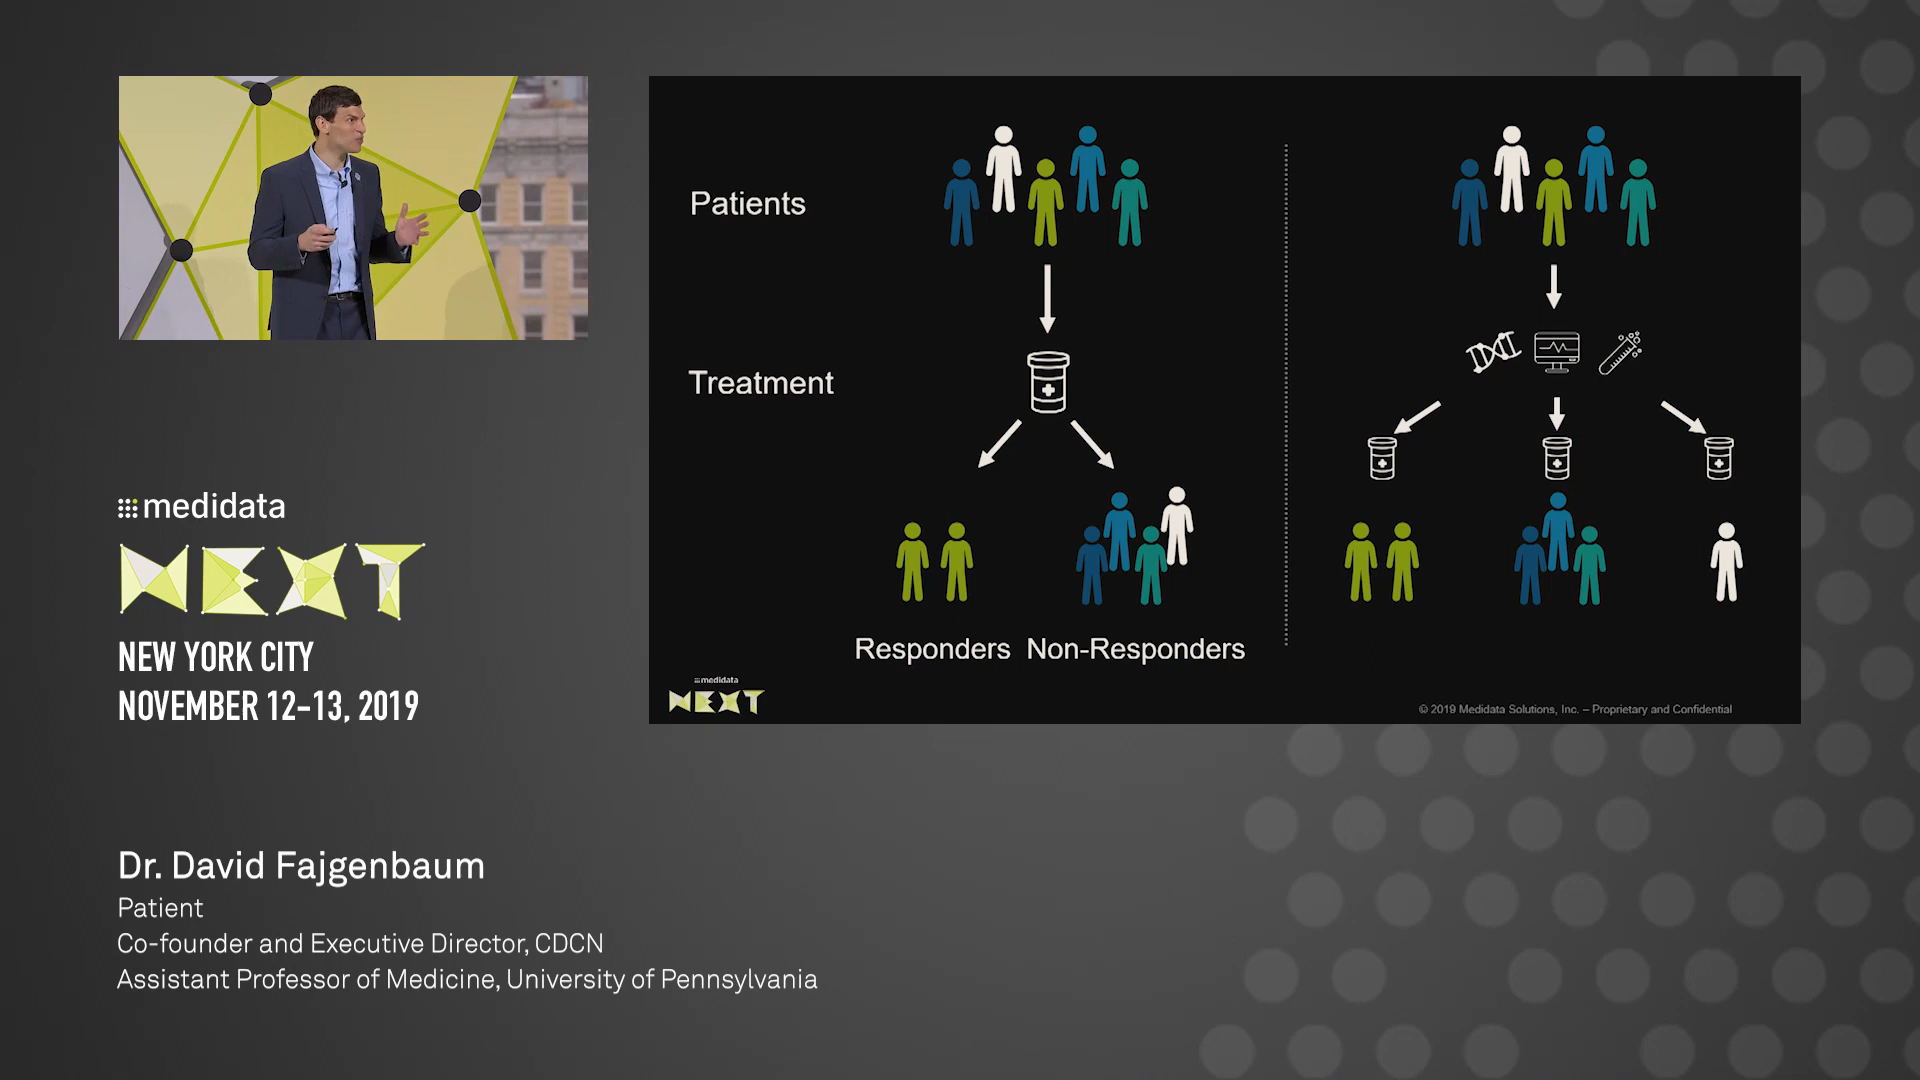 medidata
NEXT
NEW YORK CITY
NOVEMBER 12-13, 2019
Dr. David Fajgenbaum
Patient
Co-founder and Executive Director, CDCN
Assistant Professor of Medicine, University of Pennsylvania
Patients
Treatment
Responders Non-Responders
medidata
NEXT
© 2019 Medidata Solutions, Inc. – Proprietary and Confidential